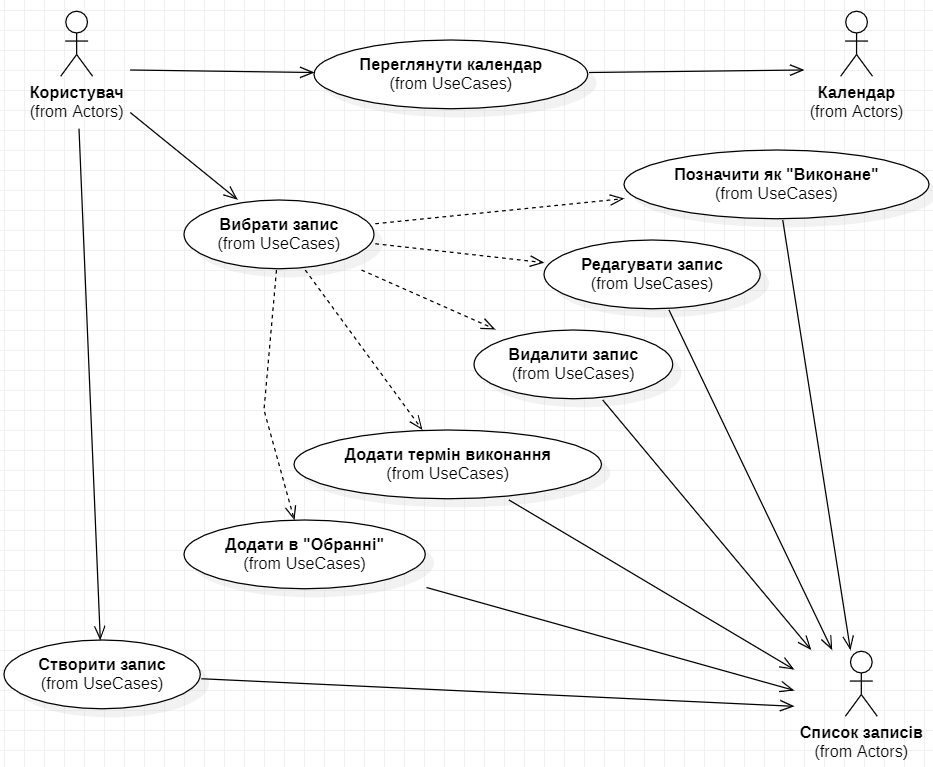 Користувач
(from Actors)
Переглянути календар
(from UseCases)
Календар
(from Actors)
Позначити як "Виконане"
(from UseCases)
Вибрати запис
(from UseCases)
Редагувати запис
(from UseCases)
Видалити запис
(from UseCases)
Додати термін виконання
(from UseCases)
Додати в "Обранні"
(from UseCases)
Створити запис
(from UseCases)
Список записів
(from Actors)